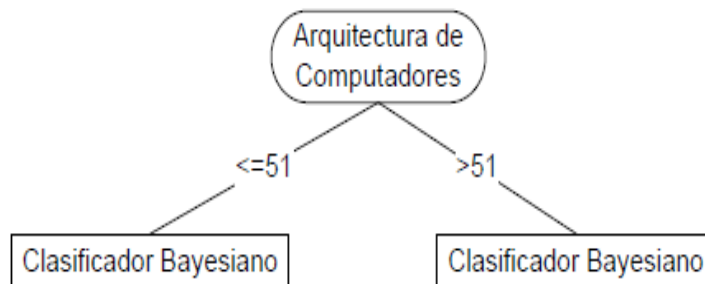 Arquitectura de
Computadores
<=51
>51
Clasificador Bayesiano
Clasificador Bayesiano